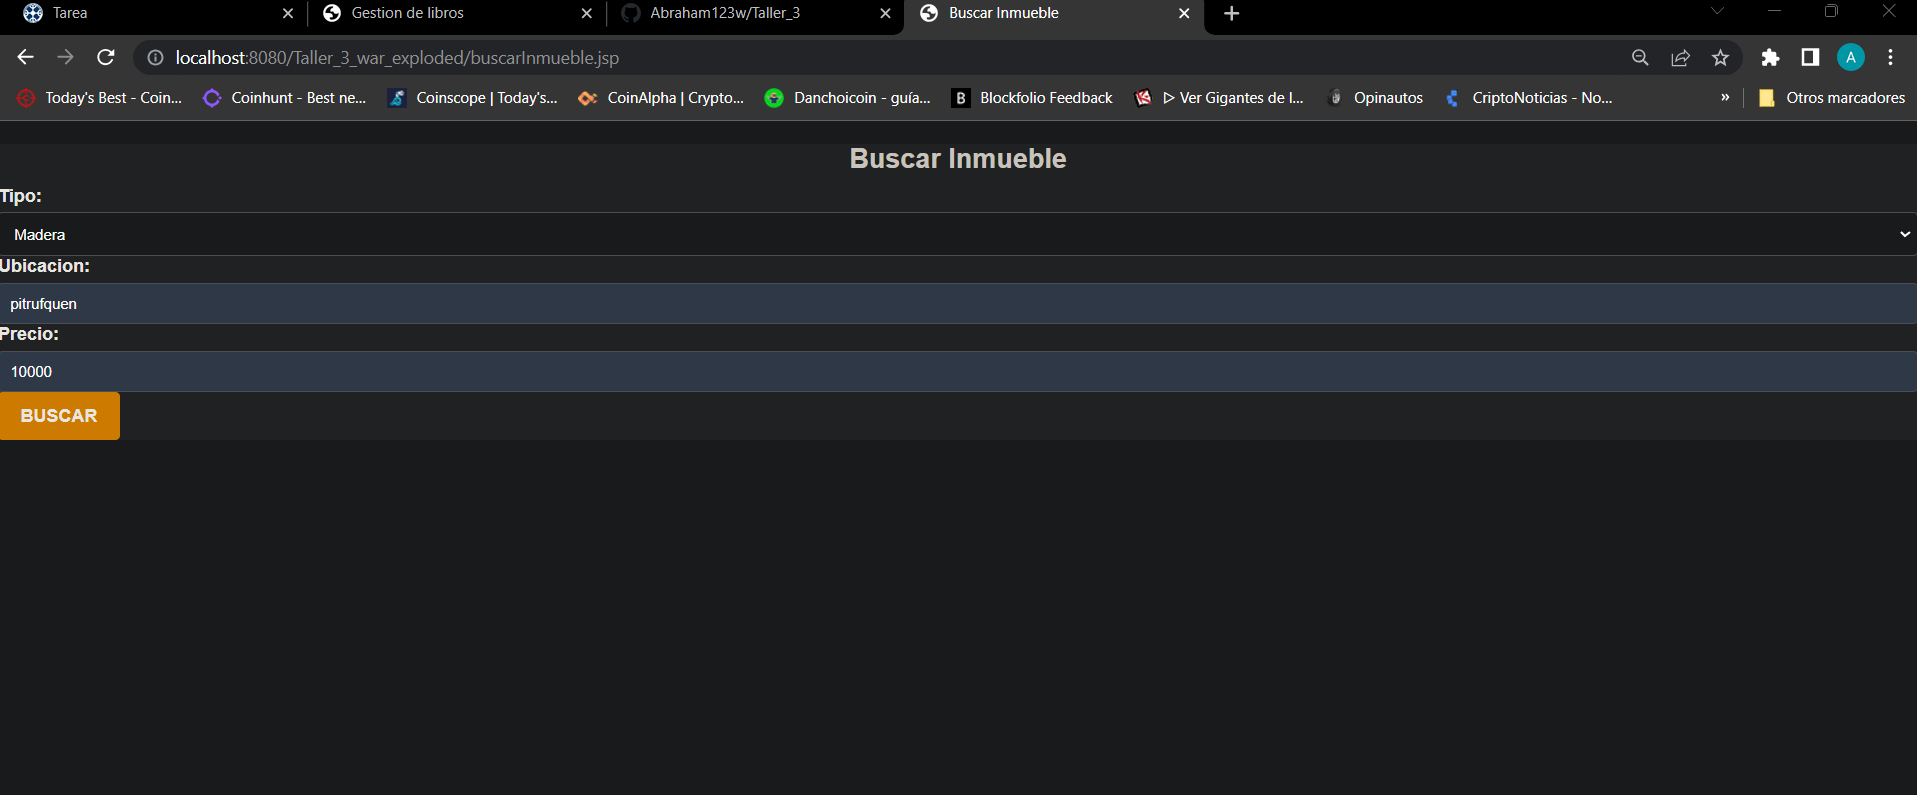 Tarea Gestion de libros Abraham123w/Taller_3 Buscar Inmueble
localhost:8080/Taller_3_war_exploded/buscarInmueble.jsp A
Today's Best - Coin... Coinhunt - Best ne... Coinscope | Today's... CoinAlpha | Crypto... Danchoicoin - guía... B Blockfolio Feedback ▷ Ver Gigantes de l... Opinautos CriptoNoticias - No... » Otros marcadores
Buscar Inmueble
Tipo:
Madera
Ubicacion:
pitrufquen
Precio:
10000
BUSCAR